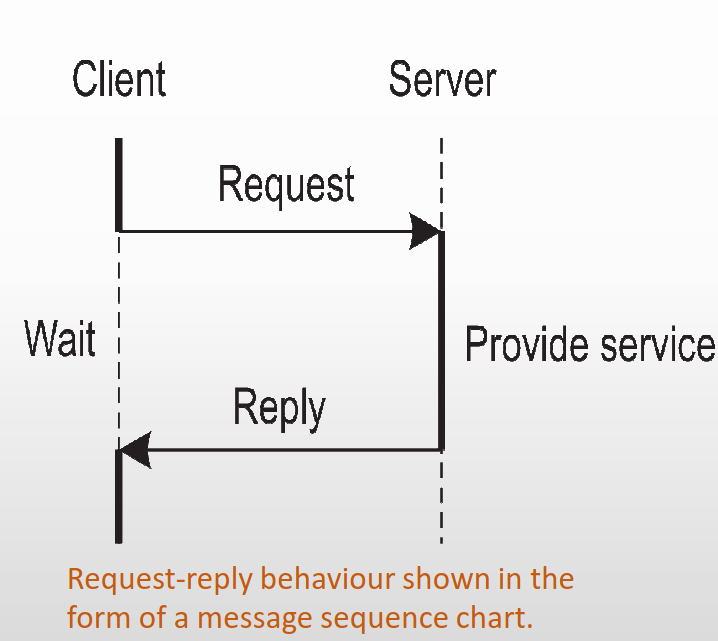 Client
Server
Request
Wait
Provide service
Reply
Request-reply behaviour shown in the
form of a message sequence chart.